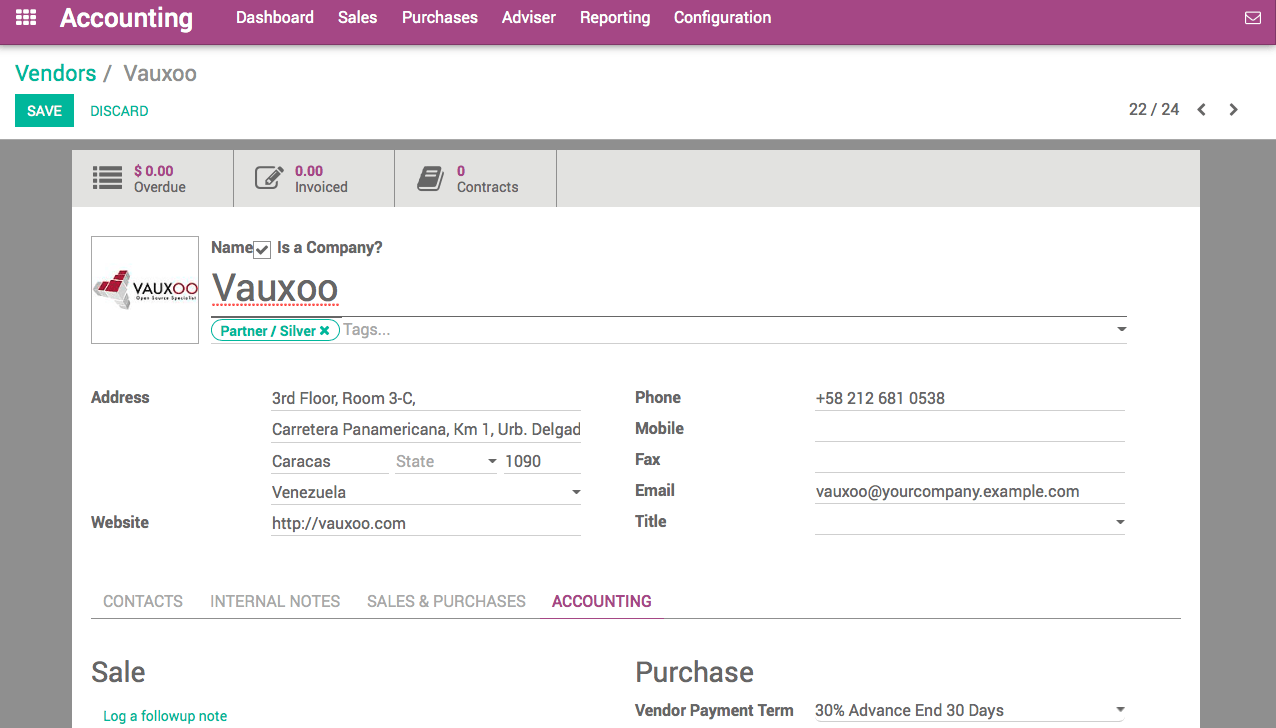 Accounting Dashboard Sales Purchases Adviser Reporting Configuration
Vendors / Vauxoo
SAVE DISCARD 22 / 24
$ 0.00
Overdue
0.00
Invoiced
0
Contracts
VAUXOO
Open Source Specialist
Name Is a Company?
Vauxoo
Partner / Silver × Tags...
Address 3rd Floor, Room 3-C,
Carretera Panamericana, Km 1, Urb. Delgad
Caracas State 1090
Venezuela
Website http://vauxoo.com
Phone +58 212 681 0538
Mobile
Fax
Email vauxoo@yourcompany.example.com
Title
CONTACTS INTERNAL NOTES SALES & PURCHASES ACCOUNTING
Sale
Log a followup note
Purchase
Vendor Payment Term 30% Advance End 30 Days